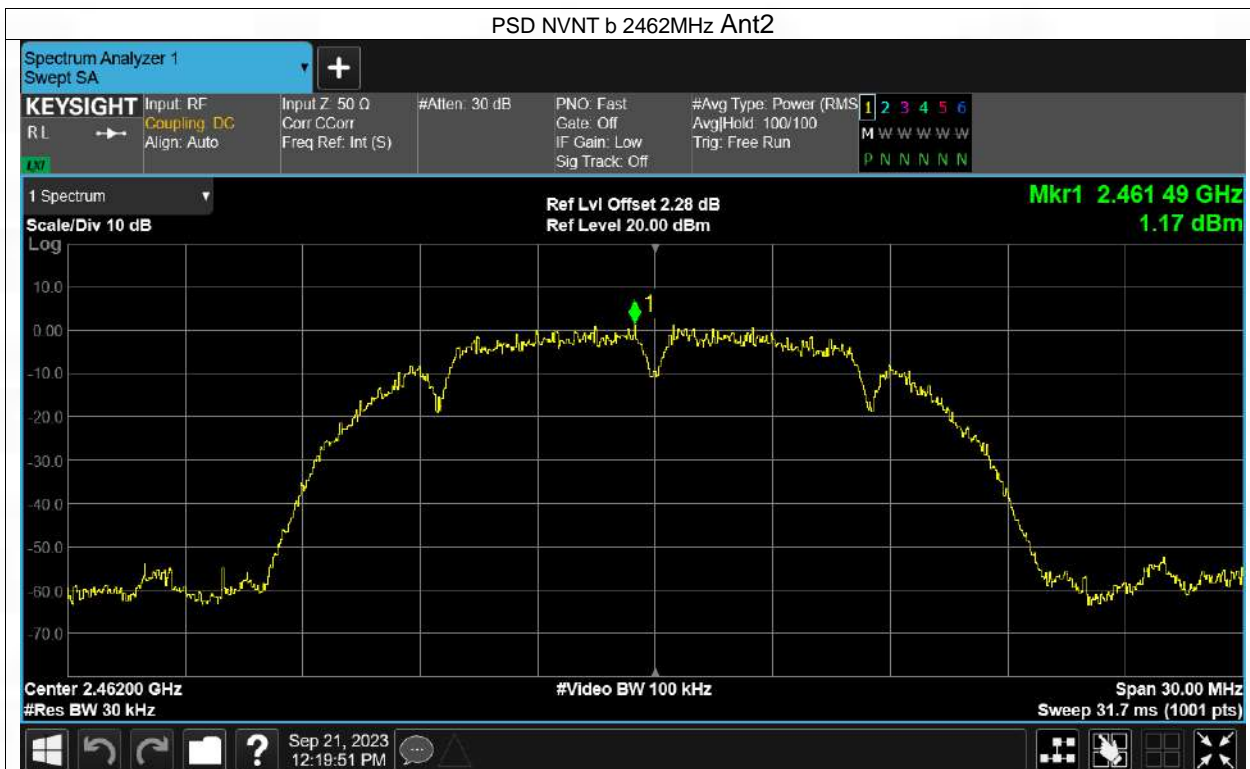 PSD NVNT b 2462MHz Ant2
Spectrum Analyzer 1
Swept SA
KEYSIGHT
RL
LXI
Input: RF
Coupling: DC
Align: Auto
Input Z: 50 Ω
Corr CCorr
Freq Ref: Int (S)
#Atten: 30 dB
PNO: Fast
Gate: Off
IF Gain: Low
Sig Track: Off
#Avg Type: Power (RMS
Avg|Hold: 100/100
Trig: Free Run
1 2 3 4 5 6
M W W W W W
P N N N N N
1 Spectrum
Scale/Div 10 dB
Log
Ref Lvl Offset 2.28 dB
Ref Level 20.00 dBm
Mkr1 2.461 49 GHz
1.17 dBm
1
10.0
0.00
-10.0
-20.0
-30.0
-40.0
-50.0
-60.0
-70.0
Center 2.46200 GHz
#Res BW 30 kHz
#Video BW 100 kHz
Span 30.00 MHz
Sweep 31.7 ms (1001 pts)
?
Sep 21, 2023
12:19:51 PM